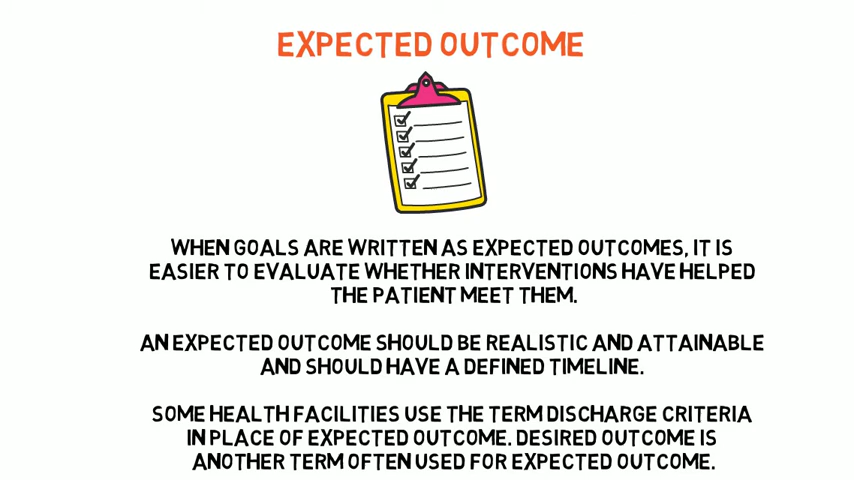 EXPECTED OUTCOME
WHEN GOALS ARE WRITTEN AS EXPECTED OUTCOMES, IT IS
EASIER TO EVALUATE WHETHER INTERVENTIONS HAVE HELPED
THE PATIENT MEET THEM.
AN EXPECTED OUTCOME SHOULD BE REALISTIC AND ATTAINABLE
AND SHOULD HAVE A DEFINED TIMELINE.
SOME HEALTH FACILITIES USE THE TERM DISCHARGE CRITERIA
IN PLACE OF EXPECTED OUTCOME. DESIRED OUTCOME IS
ANOTHER TERM OFTEN USED FOR EXPECTED OUTCOME.